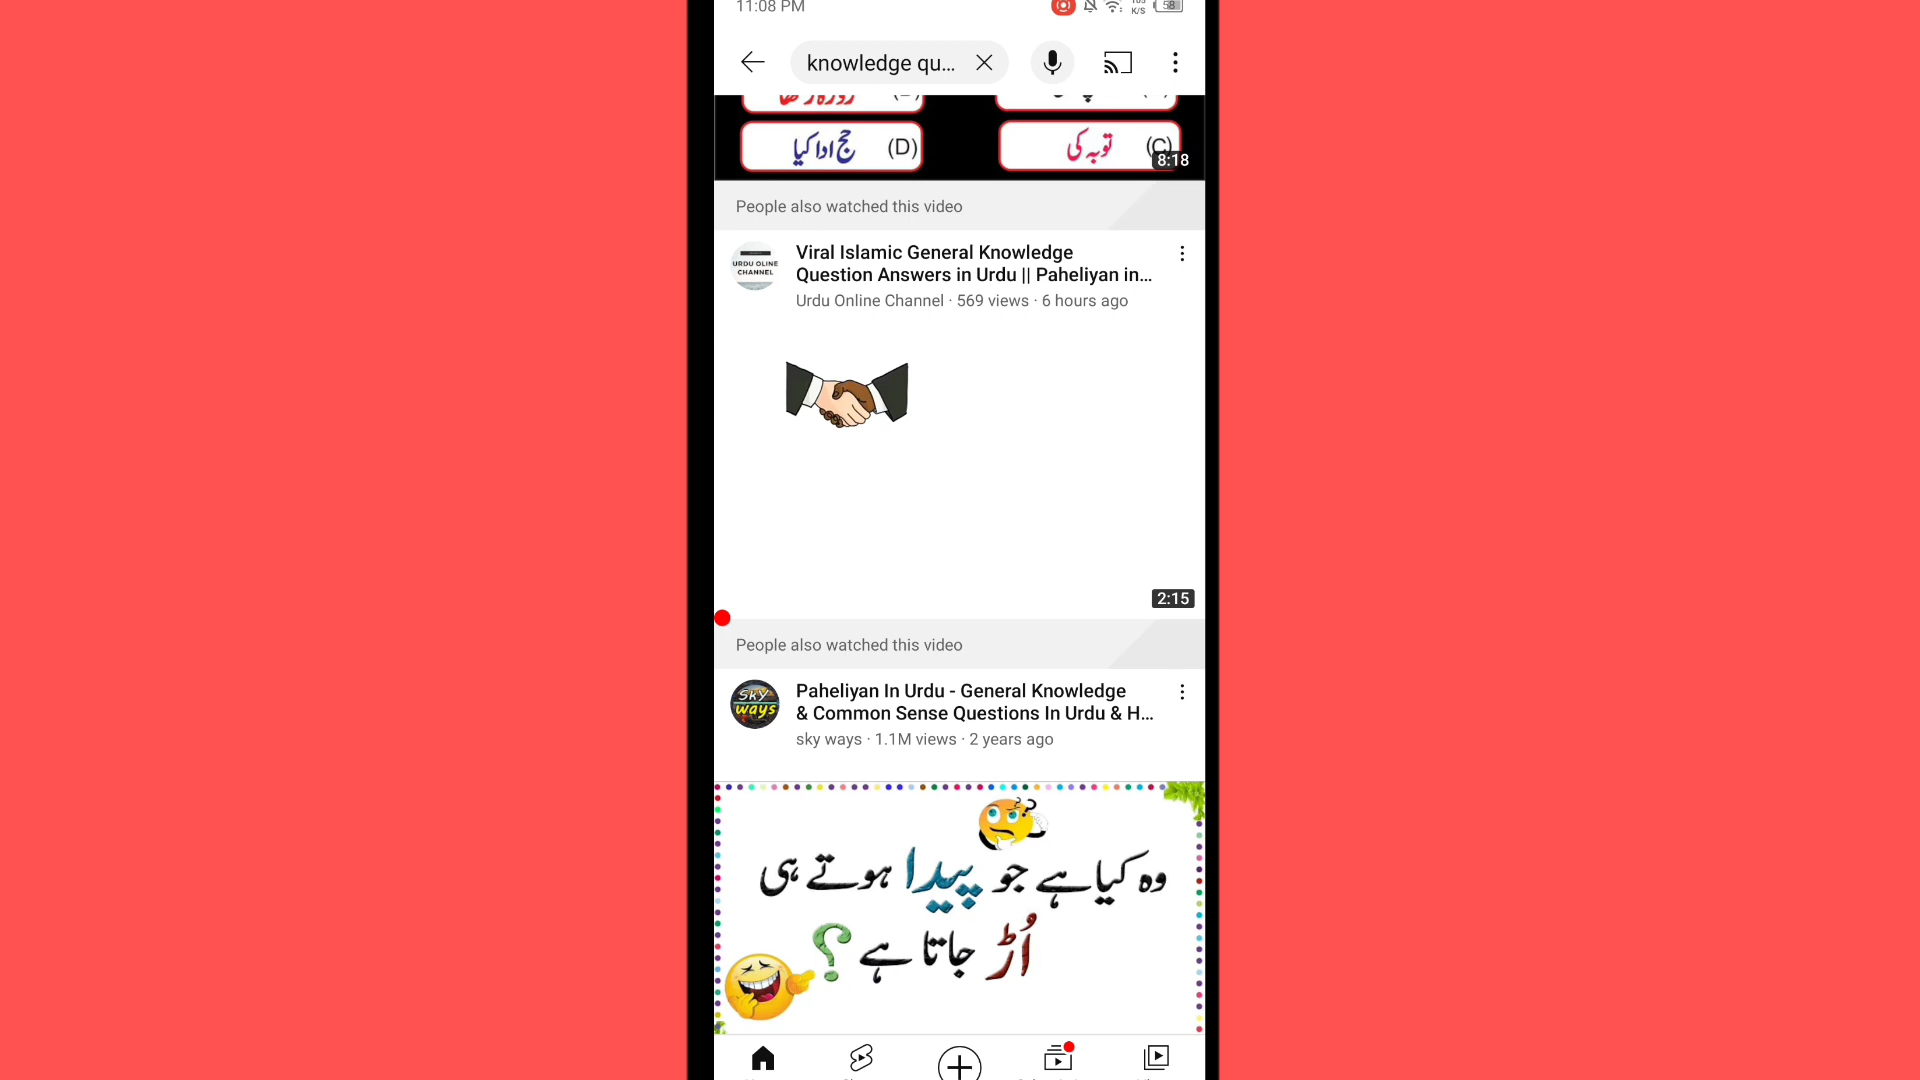 11:08 PM
K/S
58
knowledge qu...
حج ادا کیا (D)
توبہ کی (C)
8:18
People also watched this video
URDU OLINE
CHANNEL
Viral Islamic General Knowledge
Question Answers in Urdu || Paheliyan in...
Urdu Online Channel · 569 views · 6 hours ago
2:15
People also watched this video
SKY
ways
Paheliyan In Urdu - General Knowledge
& Common Sense Questions In Urdu & H...
sky ways · 1.1M views · 2 years ago
وہ کیا ہے جو پیدا ہوتے ہی
اُڑ جاتا ہے ؟